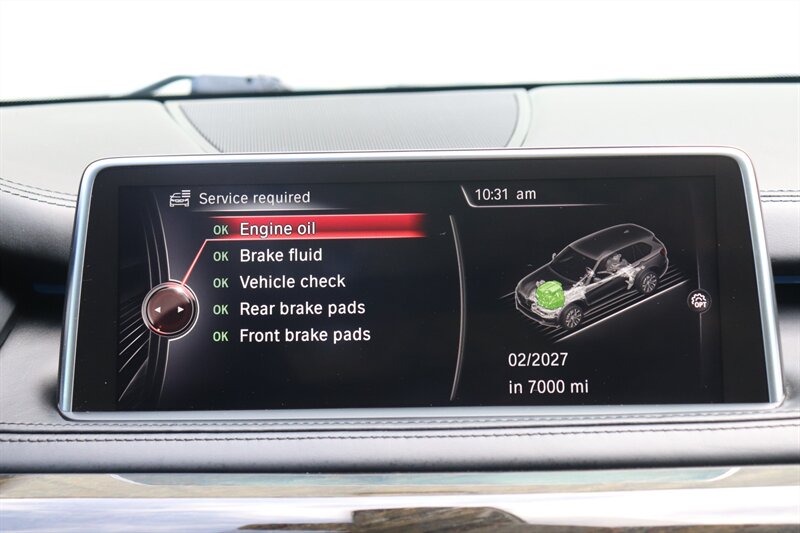 Service required
10:31 am
OK Engine oil
OK Brake fluid
OK Vehicle check
OK Rear brake pads
OK Front brake pads
OPT
02/2027
in 7000 mi